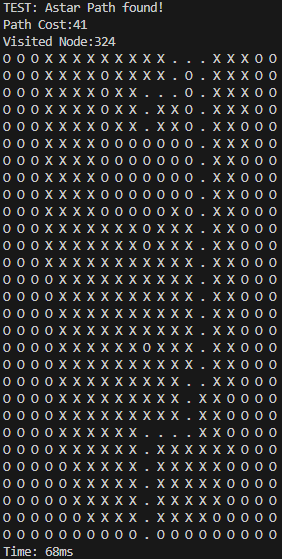 TEST: Astar Path found!
Path Cost:41
Visited Node:324
O O O X X X X X X X X X . . . X X X O O
O O O X X X X O X X X X . O . X X X O O
O O O X X X X O X X . . . O . X X X O O
O O O X X X X O X X . X X O . X X X O O
O O O X X X X O X X . X X O . X X X O O
O O O X X X X O O O O O O O . X X X O O
O O O X X X X O O O O O O O . X X X O O
O O O X X X X O O O O O O O . X X X O O
O O O X X X X O O O O O O O . X X X O O
O O O X X X X O O O O O X O . X X O O O
O O O X X X X X X X O X X X . X X O O O
O O O X X X X X X X O X X X . X X O O O
O O O X X X X X X X X X X X . X X O O O
O O O O X X X X X X X X X X . X X O O O
O O O O X X X X X X X X X X . X X O O O
O O O O X X X X X X X X X X . X X O O O
O O O O X X X X X X X X X X . X X O O O
O O O O X X X X X X O X X X . X X O O O
O O O O X X X X X X X X X X . X X O O O
O O O O X X X X X X X X X . . X X O O O
O O O O X X X X X X X X X . X X O O O O
O O O O X X X X X X X X X . X X O O O O
O O O O X X X X X X . . . . X X O O O O
O O O O X X X X X X . X X X X X X O O O
O O O O X X X X X X . X X X X X X O O O
O O O O X X X X X X . X X X X X X O O O
O O O O O X X X X X . X X X X X O O O O
O O O O O O X X X X . X X X X O O O O O
O O O O O O O O O O . O O O O O O O O O
Time: 68ms